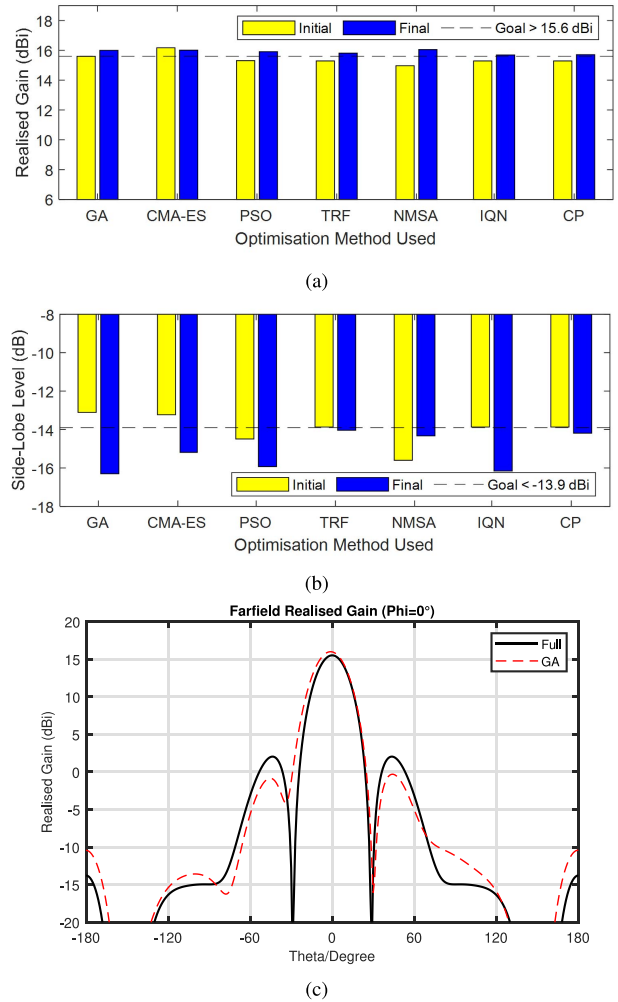 Realised Gain (dBi)
18
16
14
12
10
8
6
Initial
Final
Goal > 15.6 dBi
GA
CMA-ES
PSO
TRF
NMSA
IQN
CP
Optimisation Method Used
(a)
Side-Lobe Level (dB)
-8
-10
-12
-14
-16
-18
Initial
Final
Goal < -13.9 dBi
GA
CMA-ES
PSO
TRF
NMSA
IQN
CP
Optimisation Method Used
(b)
Farfield Realised Gain (Phi=0°)
Realised Gain (dBi)
20
15
10
5
0
-5
-10
-15
-20
Full
GA
-180
-120
-60
0
60
120
180
Theta/Degree
(c)